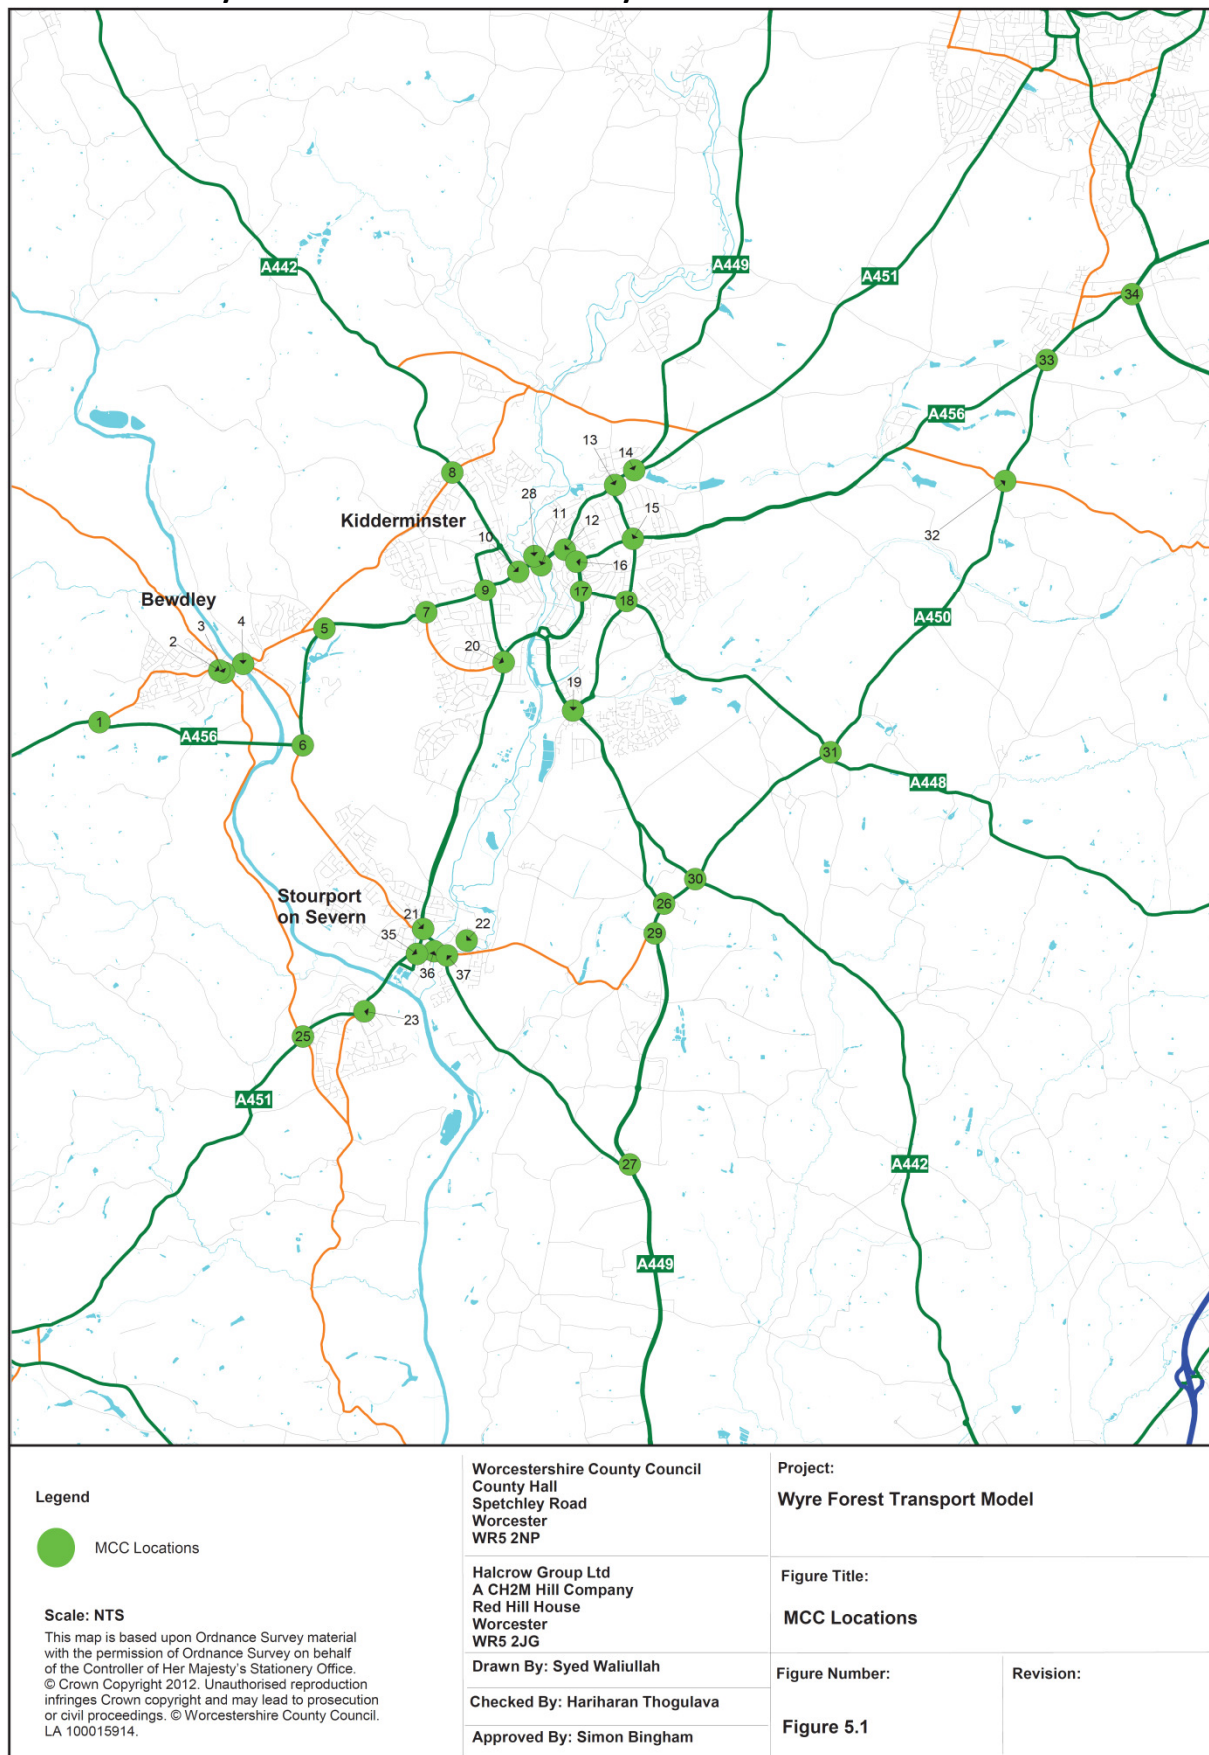 A442
A449
A451
34
33
A456
13
14
8
28
15
Kidderminster
11
12
32
10
16
9
17
18
Bewdley
7
A450
3
4
5
2
20
19
1
A456
6
31
A448
30
Stourport
on Severn
26
21
22
29
35
36
37
23
25
A451
27
A442
A449
Legend
MCC Locations
Scale: NTS
This map is based upon Ordnance Survey material
with the permission of Ordnance Survey on behalf
of the Controller of Her Majesty's Stationery Office.
© Crown Copyright 2012. Unauthorised reproduction
infringes Crown copyright and may lead to prosecution
or civil proceedings. © Worcestershire County Council.
LA 100015914.
Worcestershire County Council
County Hall
Spetchley Road
Worcester
WR5 2NP
Halcrow Group Ltd
A CH2M Hill Company
Red Hill House
Worcester
WR5 2JG
Drawn By: Syed Waliullah
Checked By: Hariharan Thogulava
Approved By: Simon Bingham
Project:
Wyre Forest Transport Model
Figure Title:
MCC Locations
Figure Number:
Figure 5.1
Revision: